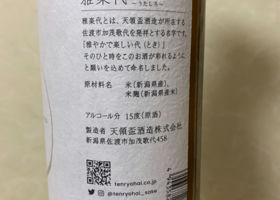 雅楽代 ～うたしろ～
雅楽代とは、天領盃酒造が所在する
佐渡市加茂歌代を発祥とする名字です。
「雅やかで楽しい代（とき）」
そのひと時をこのお酒が彩れるように
と願いを込めて命名しました。
原材料名 米（新潟県産）、
米麹（新潟県産米）
アルコール分 15度（原酒）
製造者 天領盃酒造株式会社
新潟県佐渡市加茂歌代458
tenryohai.co.jp
@tenryohai_sake